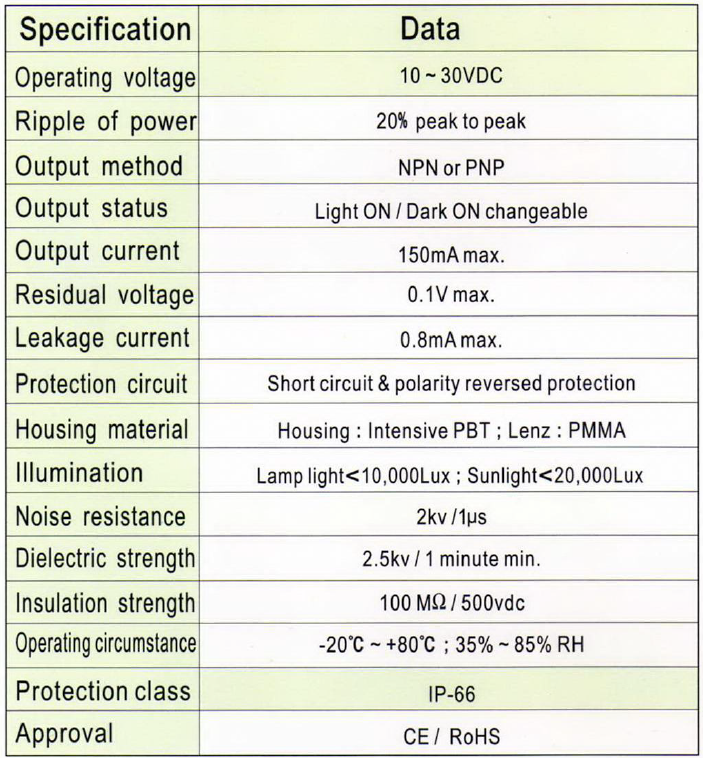 Specification Data
Operating voltage 10 ~ 30VDC
Ripple of power 20% peak to peak
Output method NPN or PNP
Output status Light ON / Dark ON changeable
Output current 150mA max.
Residual voltage 0.1V max.
Leakage current 0.8mA max.
Protection circuit Short circuit & polarity reversed protection
Housing material Housing : Intensive PBT ; Lenz : PMMA
Illumination Lamp light<10,000Lux ; Sunlight<20,000Lux
Noise resistance 2kv /1μs
Dielectric strength 2.5kv / 1 minute min.
Insulation strength 100 MΩ / 500vdc
Operating circumstance -20℃ ~ +80℃ ; 35% ~ 85% RH
Protection class IP-66
Approval CE / RoHS